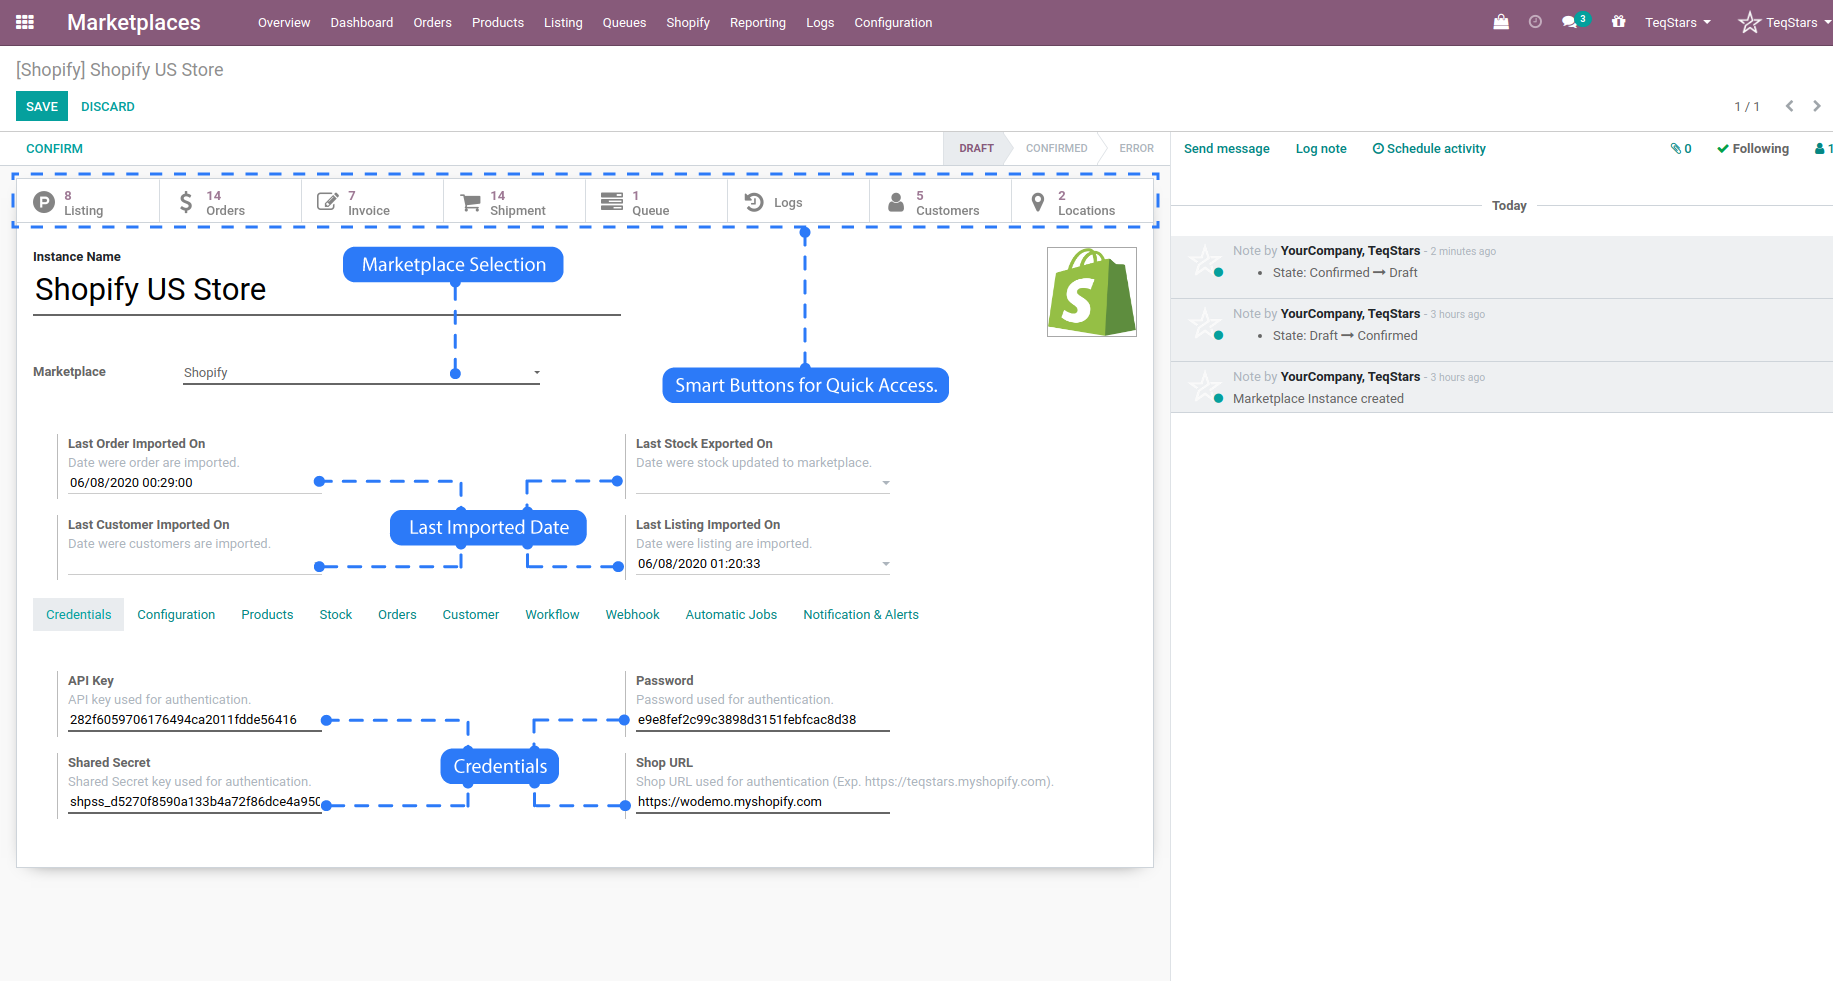 Marketplaces Overview Dashboard Orders Products Listing Queues Shopify Reporting Logs Configuration 3 TeqStars TeqStars
[Shopify] Shopify US Store
SAVE DISCARD 1 / 1
CONFIRM DRAFT CONFIRMED ERROR Send message Log note Schedule activity 0 Following 1
8 Listing
14 Orders
7 Invoice
14 Shipment
1 Queue
Logs
5 Customers
2 Locations
Instance Name
Shopify US Store
Marketplace Selection
Marketplace Shopify
Smart Buttons for Quick Access.
Last Order Imported On
Date were order are imported.
06/08/2020 00:29:00
Last Stock Exported On
Date were stock updated to marketplace.
Last Imported Date
Last Customer Imported On
Date were customers are imported.
Last Listing Imported On
Date were listing are imported.
06/08/2020 01:20:33
Credentials Configuration Products Stock Orders Customer Workflow Webhook Automatic Jobs Notification & Alerts
API Key
API key used for authentication.
282f6059706176494ca2011fdde56416
Password
Password used for authentication.
e9e8fef2c99c3898d3151febfcac8d38
Credentials
Shared Secret
Shared Secret key used for authentication.
shpss_d5270f8590a133b4a72f86dce4a950
Shop URL
Shop URL used for authentication (Exp. https://teqstars.myshopify.com).
https://wodemo.myshopify.com
Today
Note by YourCompany, TeqStars - 2 minutes ago
• State: Confirmed → Draft
Note by YourCompany, TeqStars - 3 hours ago
• State: Draft → Confirmed
Note by YourCompany, TeqStars - 3 hours ago
Marketplace Instance created